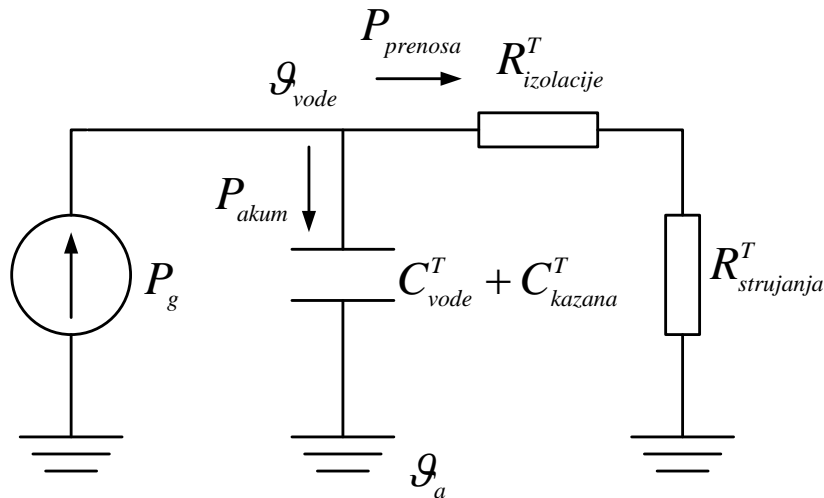 P_prenosa
R^T_izolacije
ϑ_vode
P_akum
P_g
C^T_vode + C^T_kazana
R^T_strujanja
ϑ_a